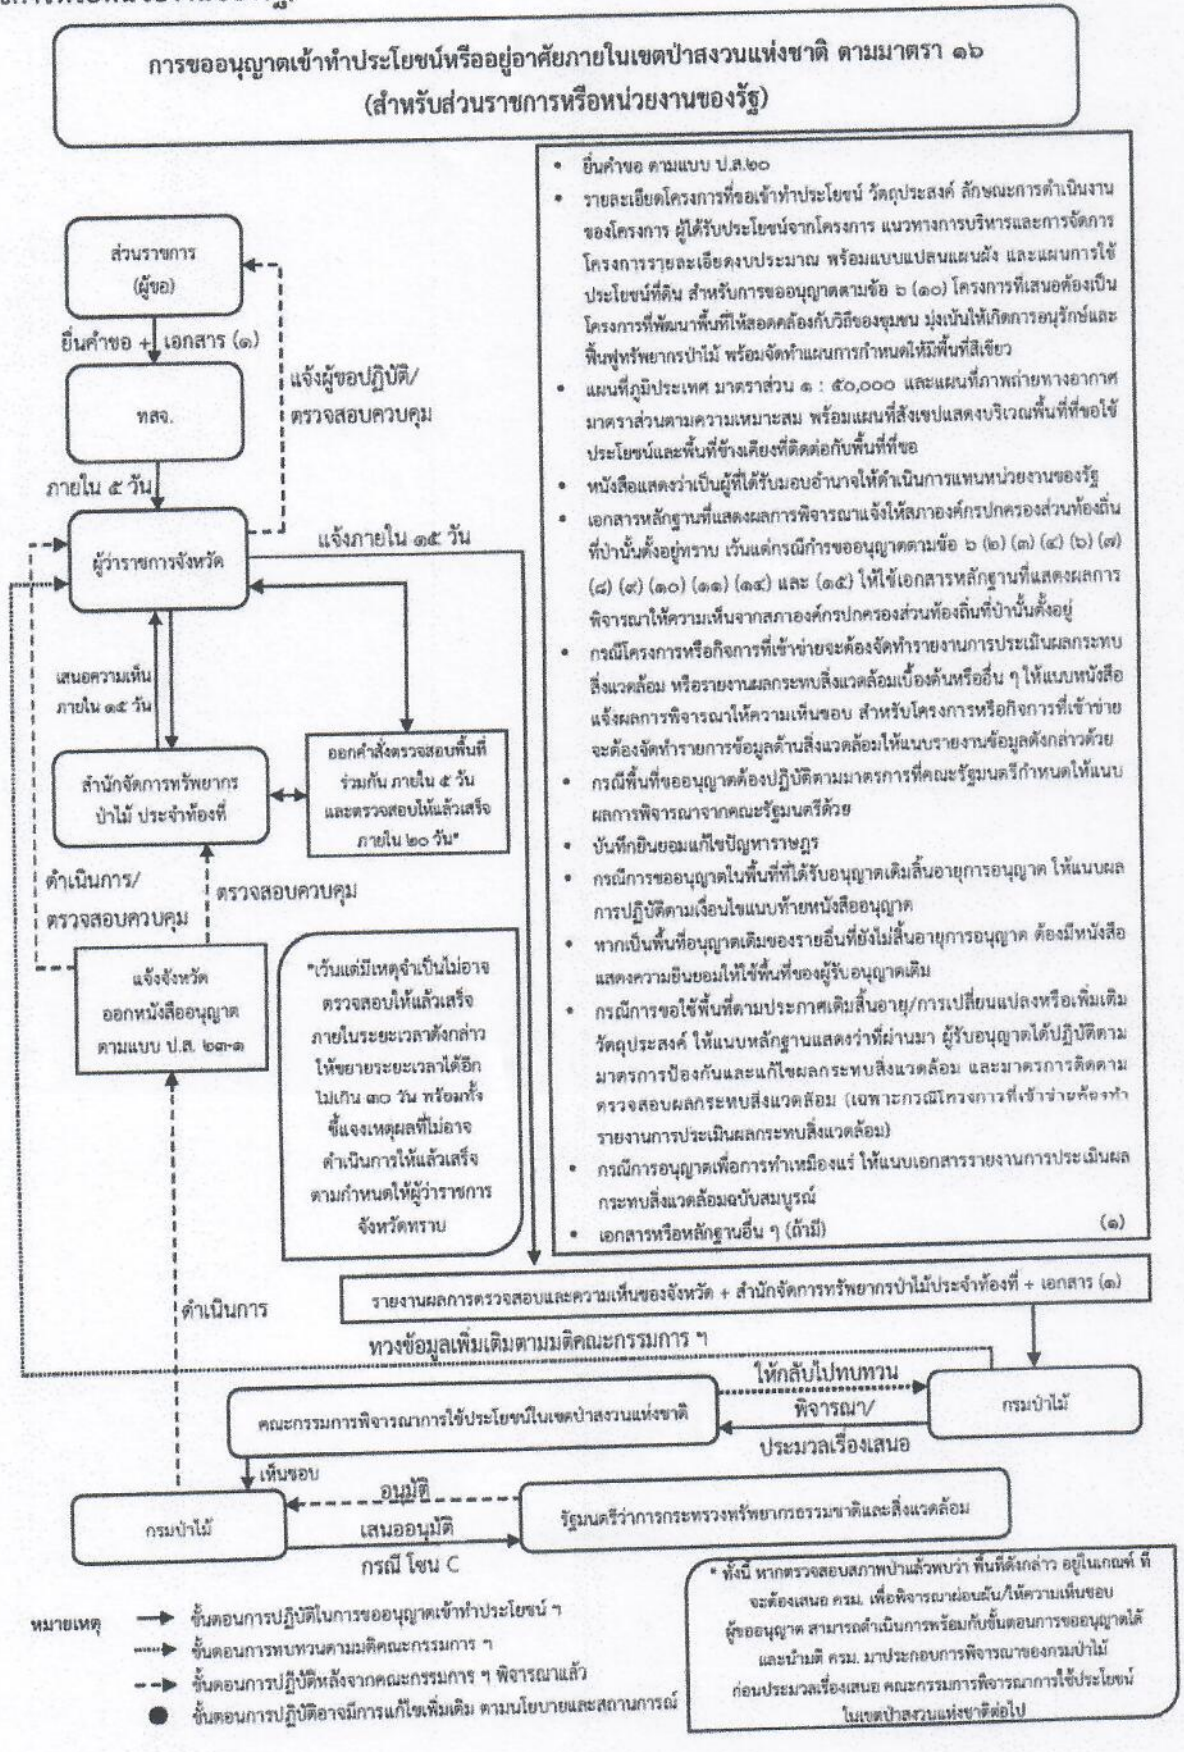 การขออนุญาตเข้าทำประโยชน์หรืออยู่อาศัยภายในเขตป่าสงวนแห่งชาติ ตามมาตรา ๑๖
(สำหรับส่วนราชการหรือหน่วยงานของรัฐ)
ส่วนราชการ
(ผู้ขอ)
ยื่นคำขอ + เอกสาร (๑)
ทสจ.
ภายใน ๕ วัน
แจ้งผู้ขอปฏิบัติ/
ตรวจสอบควบคุม
ผู้ว่าราชการจังหวัด
แจ้งภายใน ๑๕ วัน
เสนอความเห็น
ภายใน ๑๕ วัน
สำนักจัดการทรัพยากร
ป่าไม้ ประจำท้องที่
ออกคำสั่งตรวจสอบพื้นที่
ร่วมกัน ภายใน ๕ วัน
และตรวจสอบให้แล้วเสร็จ
ภายใน ๒๐ วัน*
ดำเนินการ/
ตรวจสอบควบคุม
ตรวจสอบควบคุม
แจ้งจังหวัด
ออกหนังสืออนุญาต
ตามแบบ ป.ส. ๒๓-๑
*เว้นแต่มีเหตุจำเป็นไม่อาจ
ตรวจสอบให้แล้วเสร็จ
ภายในระยะเวลาดังกล่าว
ให้ขยายระยะเวลาได้อีก
ไม่เกิน ๓๐ วัน พร้อมทั้ง
ชี้แจงเหตุผลที่ไม่อาจ
ดำเนินการให้แล้วเสร็จ
ตามกำหนดให้ผู้ว่าราชการ
จังหวัดทราบ
• ยื่นคำขอ ตามแบบ ป.ส.๒๐
• รายละเอียดโครงการที่ขอเข้าทำประโยชน์ วัตถุประสงค์ ลักษณะการดำเนินงาน
ของโครงการ ผู้ได้รับประโยชน์จากโครงการ แนวทางการบริหารและการจัดการ
โครงการรายละเอียดงบประมาณ พร้อมแบบแปลนแผนผัง และแผนการใช้
ประโยชน์ที่ดิน สำหรับการขออนุญาตตามข้อ ๖ (๑๐) โครงการที่เสนอต้องเป็น
โครงการที่พัฒนาพื้นที่ให้สอดคล้องกับวิถีของชุมชน มุ่งเน้นให้เกิดการอนุรักษ์และ
ฟื้นฟูทรัพยากรป่าไม้ พร้อมจัดทำแผนการกำหนดให้มีพื้นที่สีเขียว
• แผนที่ภูมิประเทศ มาตราส่วน ๑ : ๕๐,๐๐๐ และแผนที่ภาพถ่ายทางอากาศ
มาตราส่วนตามความเหมาะสม พร้อมแผนที่สังเขปแสดงบริเวณพื้นที่ที่ขอใช้
ประโยชน์และพื้นที่ข้างเคียงที่ติดต่อกับพื้นที่ที่ขอ
• หนังสือแสดงว่าเป็นผู้ที่ได้รับมอบอำนาจให้ดำเนินการแทนหน่วยงานของรัฐ
• เอกสารหลักฐานที่แสดงผลการพิจารณาแจ้งให้สภาองค์กรปกครองส่วนท้องถิ่น
ที่ป่านั้นตั้งอยู่ทราบ เว้นแต่กรณีการขออนุญาตตามข้อ ๖ (๒) (๓) (๔) (๖) (๗)
(๘) (๙) (๑๐) (๑๑) (๑๔) และ (๑๕) ให้ใช้เอกสารหลักฐานที่แสดงผลการ
พิจารณาให้ความเห็นจากสภาองค์กรปกครองส่วนท้องถิ่นที่ป่านั้นตั้งอยู่
• กรณีโครงการหรือกิจการที่เข้าข่ายจะต้องจัดทำรายงานการประเมินผลกระทบ
สิ่งแวดล้อม หรือรายงานผลกระทบสิ่งแวดล้อมเบื้องต้นหรืออื่น ๆ ให้แนบหนังสือ
แจ้งผลการพิจารณาให้ความเห็นชอบ สำหรับโครงการหรือกิจการที่เข้าข่าย
จะต้องจัดทำรายการข้อมูลด้านสิ่งแวดล้อมให้แนบรายงานข้อมูลดังกล่าวด้วย
• กรณีพื้นที่ขออนุญาตต้องปฏิบัติตามมาตรการที่คณะรัฐมนตรีกำหนดให้แนบ
ผลการพิจารณาจากคณะรัฐมนตรีด้วย
• บันทึกยินยอมแก้ไขปัญหาราษฎร
• กรณีการขออนุญาตในพื้นที่ที่ได้รับอนุญาตเดิมสิ้นอายุการอนุญาต ให้แนบผล
การปฏิบัติตามเงื่อนไขแนบท้ายหนังสืออนุญาต
• หากเป็นพื้นที่อนุญาตเดิมของรายอื่นที่ยังไม่สิ้นอายุการอนุญาต ต้องมีหนังสือ
แสดงความยินยอมให้ใช้พื้นที่ของผู้รับอนุญาตเดิม
• กรณีการขอใช้พื้นที่ตามประกาศเดิมสิ้นอายุ/การเปลี่ยนแปลงหรือเพิ่มเติม
วัตถุประสงค์ ให้แนบหลักฐานแสดงว่าที่ผ่านมา ผู้รับอนุญาตได้ปฏิบัติตาม
มาตรการป้องกันและแก้ไขผลกระทบสิ่งแวดล้อม และมาตรการติดตาม
ตรวจสอบผลกระทบสิ่งแวดล้อม (เฉพาะกรณีโครงการที่เข้าข่ายต้องทำ
รายงานการประเมินผลกระทบสิ่งแวดล้อม)
• กรณีการอนุญาตเพื่อการทำเหมืองแร่ ให้แนบเอกสารรายงานการประเมินผล
กระทบสิ่งแวดล้อมฉบับสมบูรณ์
• เอกสารหรือหลักฐานอื่น ๆ (ถ้ามี) (๑)
รายงานผลการตรวจสอบและความเห็นของจังหวัด + สำนักจัดการทรัพยากรป่าไม้ประจำท้องที่ + เอกสาร (๑)
ดำเนินการ
ทวงข้อมูลเพิ่มเติมตามมติคณะกรรมการ ฯ
ให้กลับไปทบทวน
คณะกรรมการพิจารณาการใช้ประโยชน์ในเขตป่าสงวนแห่งชาติ
พิจารณา/
ประมวลเรื่องเสนอ
กรมป่าไม้
เห็นชอบ
กรมป่าไม้
อนุมัติ
เสนออนุมัติ
กรณี โซน C
รัฐมนตรีว่าการกระทรวงทรัพยากรธรรมชาติและสิ่งแวดล้อม
* ทั้งนี้ หากตรวจสอบสภาพป่าแล้วพบว่า พื้นที่ดังกล่าว อยู่ในเกณฑ์ ที่
จะต้องเสนอ ครม. เพื่อพิจารณาผ่อนผัน/ให้ความเห็นชอบ
ผู้ขออนุญาต สามารถดำเนินการพร้อมกับขั้นตอนการขออนุญาตได้
และนำมติ ครม. มาประกอบการพิจารณาของกรมป่าไม้
ก่อนประมวลเรื่องเสนอ คณะกรรมการพิจารณาการใช้ประโยชน์
ในเขตป่าสงวนแห่งชาติต่อไป
หมายเหตุ
ขั้นตอนการปฏิบัติในการขออนุญาตเข้าทำประโยชน์ ฯ
ขั้นตอนการทบทวนตามมติคณะกรรมการ ฯ
ขั้นตอนการปฏิบัติหลังจากคณะกรรมการ ฯ พิจารณาแล้ว
ขั้นตอนการปฏิบัติอาจมีการแก้ไขเพิ่มเติม ตามนโยบายและสถานการณ์